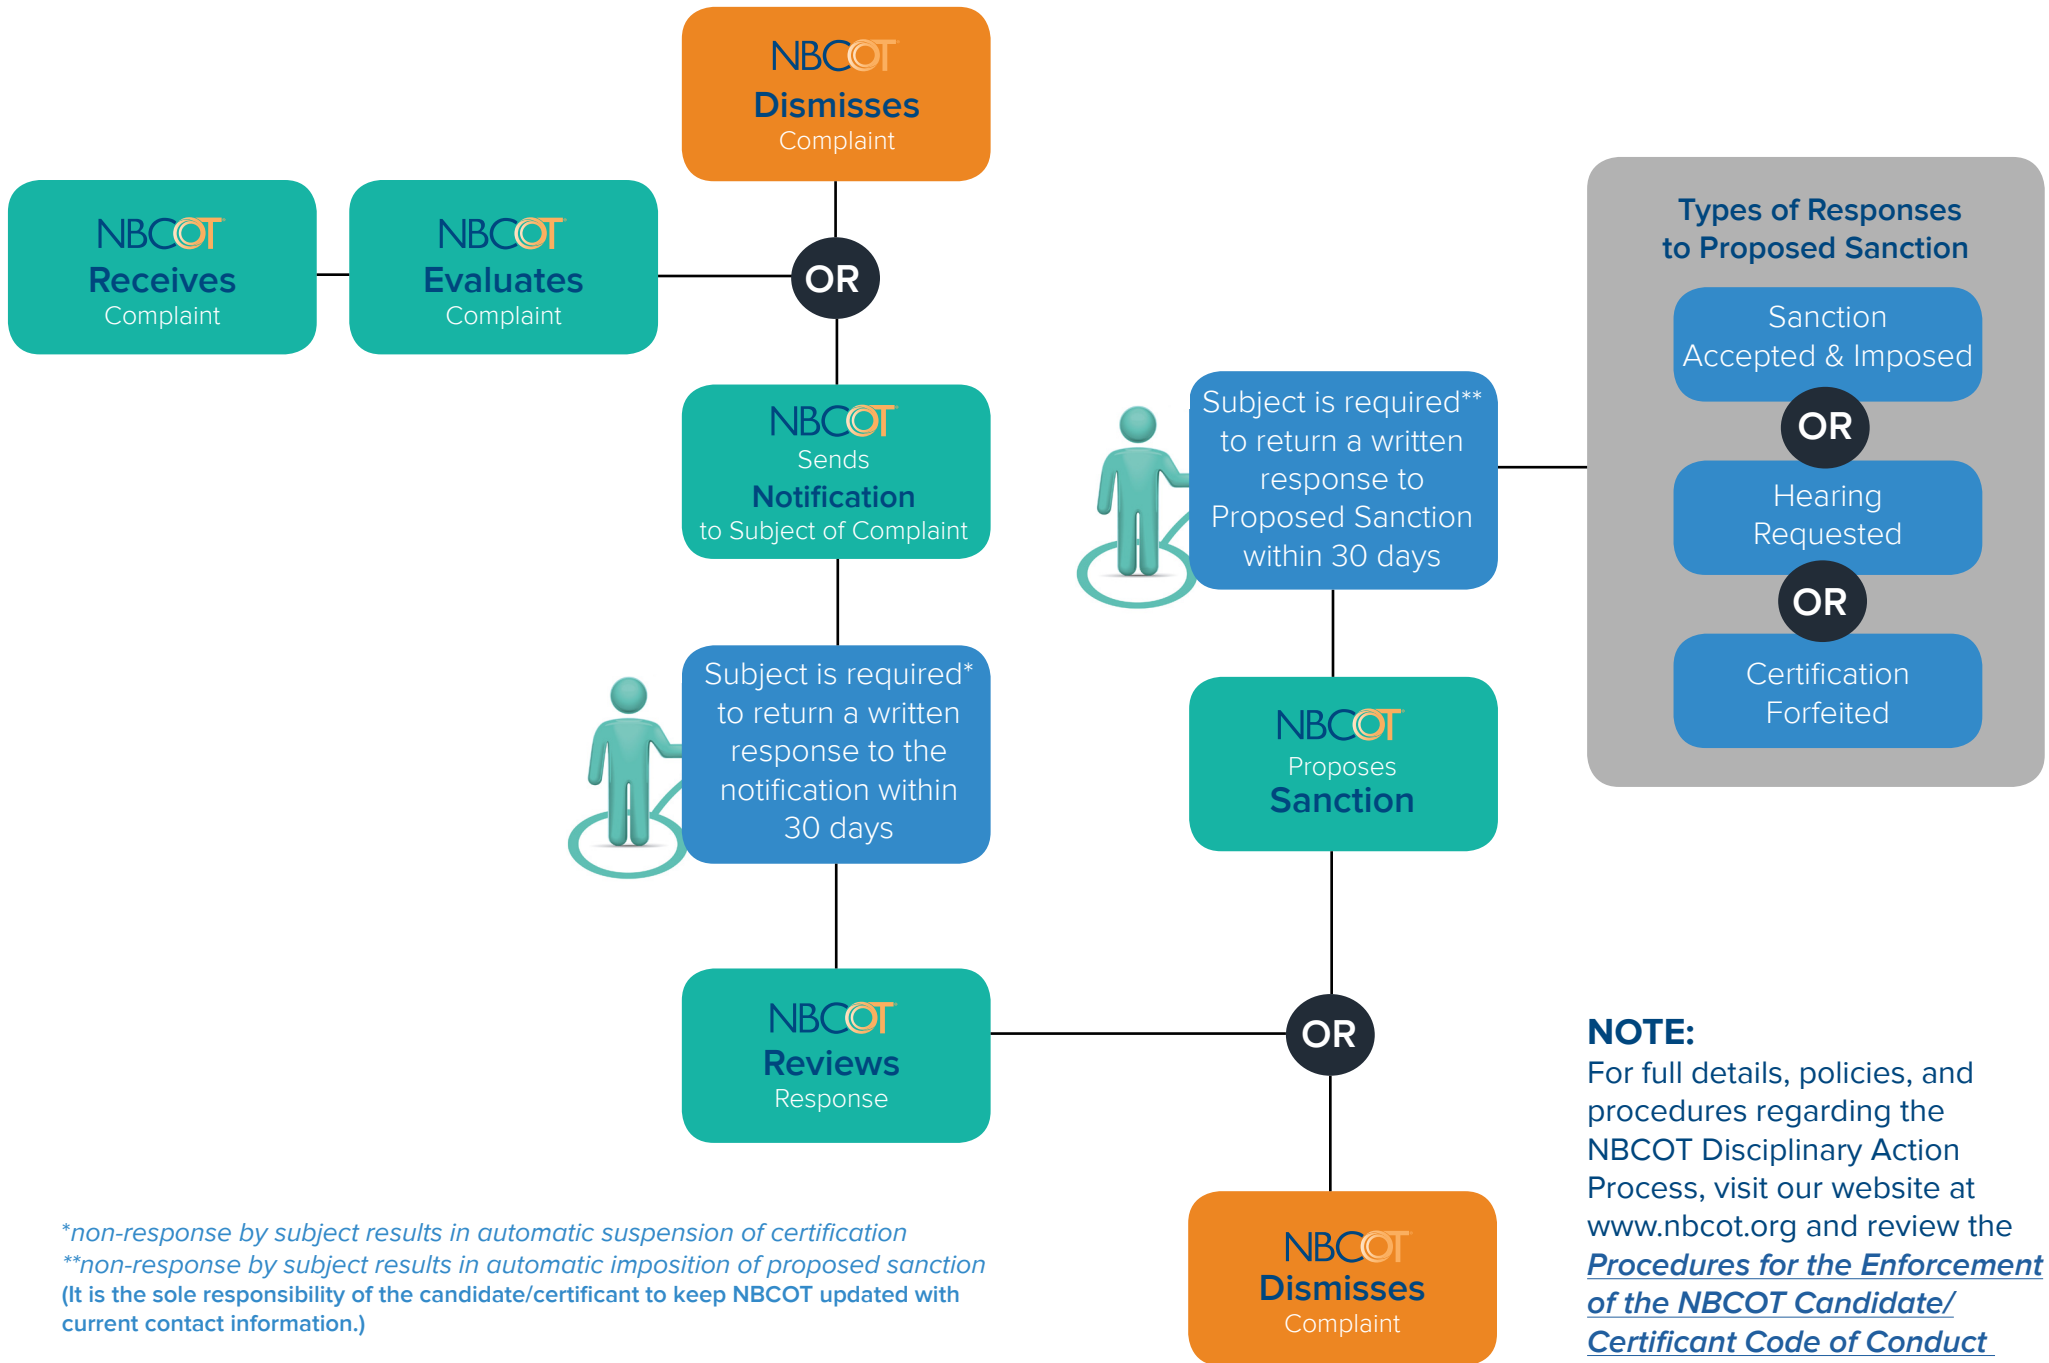 NBCOT
Receives
Complaint
NBCOT
Evaluates
Complaint
OR
NBCOT
Dismisses
Complaint
NBCOT
Sends
Notification
to Subject of Complaint
Subject is required*
to return a written
response to the
notification within
30 days
NBCOT
Reviews
Response
OR
NBCOT
Dismisses
Complaint
NBCOT
Proposes
Sanction
Subject is required**
to return a written
response to
Proposed Sanction
within 30 days
Types of Responses
to Proposed Sanction
Sanction
Accepted & Imposed
OR
Hearing
Requested
OR
Certification
Forfeited
*non-response by subject results in automatic suspension of certification
**non-response by subject results in automatic imposition of proposed sanction
(It is the sole responsibility of the candidate/certificant to keep NBCOT updated with
current contact information.)
NOTE:
For full details, policies, and
procedures regarding the
NBCOT Disciplinary Action
Process, visit our website at
www.nbcot.org and review the
Procedures for the Enforcement
of the NBCOT Candidate/
Certificant Code of Conduct